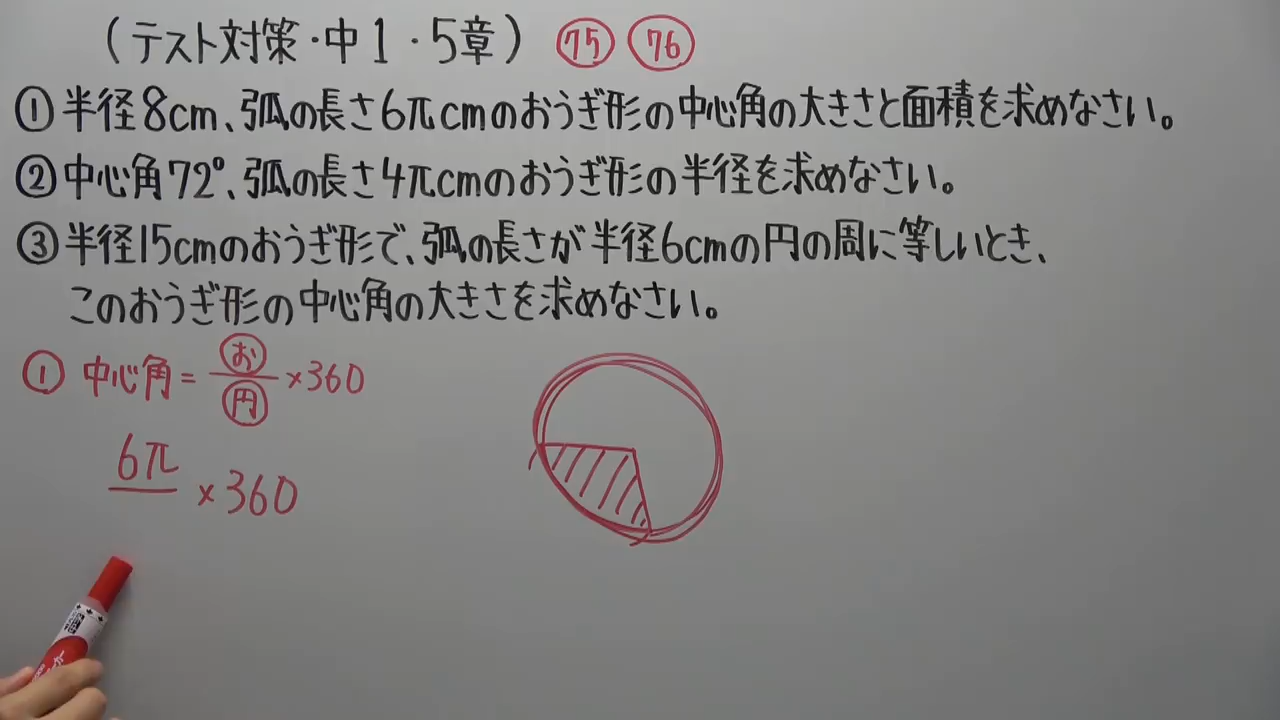 (テスト対策・中1・5章) 75 76
①半径8cm、弧の長さ6πcmのおうぎ形の中心角の大きさと面積を求めなさい。
②中心角72°、弧の長さ4πcmのおうぎ形の半径を求めなさい。
③半径15cmのおうぎ形で、弧の長さが半径6cmの円の周に等しいとき、
このおうぎ形の中心角の大きさを求めなさい。
① 中心角=お/円×360
6π/ ×360